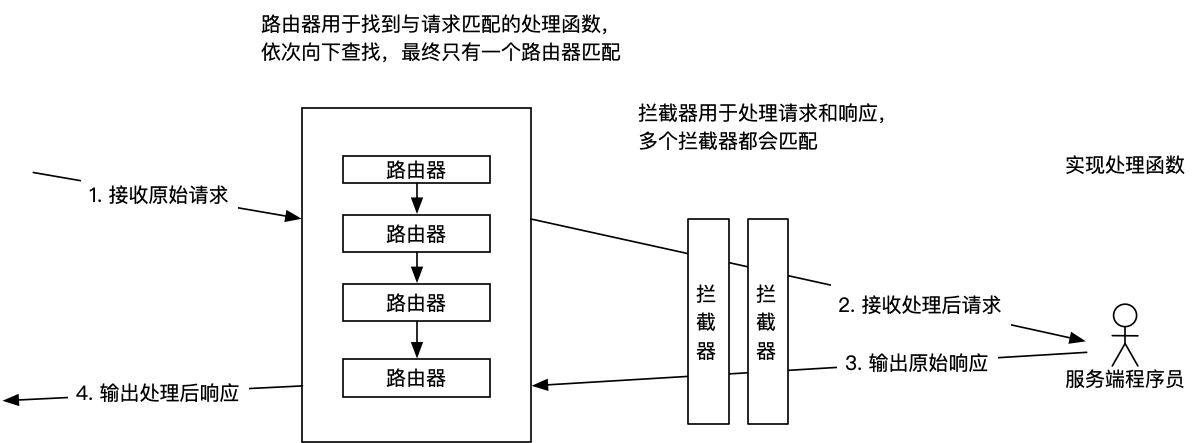 路由器用于找到与请求匹配的处理函数，
依次向下查找，最终只有一个路由器匹配
拦截器用于处理请求和响应，
多个拦截器都会匹配
实现处理函数
1. 接收原始请求
路由器
路由器
路由器
路由器
拦
截
器
拦
截
器
2. 接收处理后请求
3. 输出原始响应
服务端程序员
4. 输出处理后响应